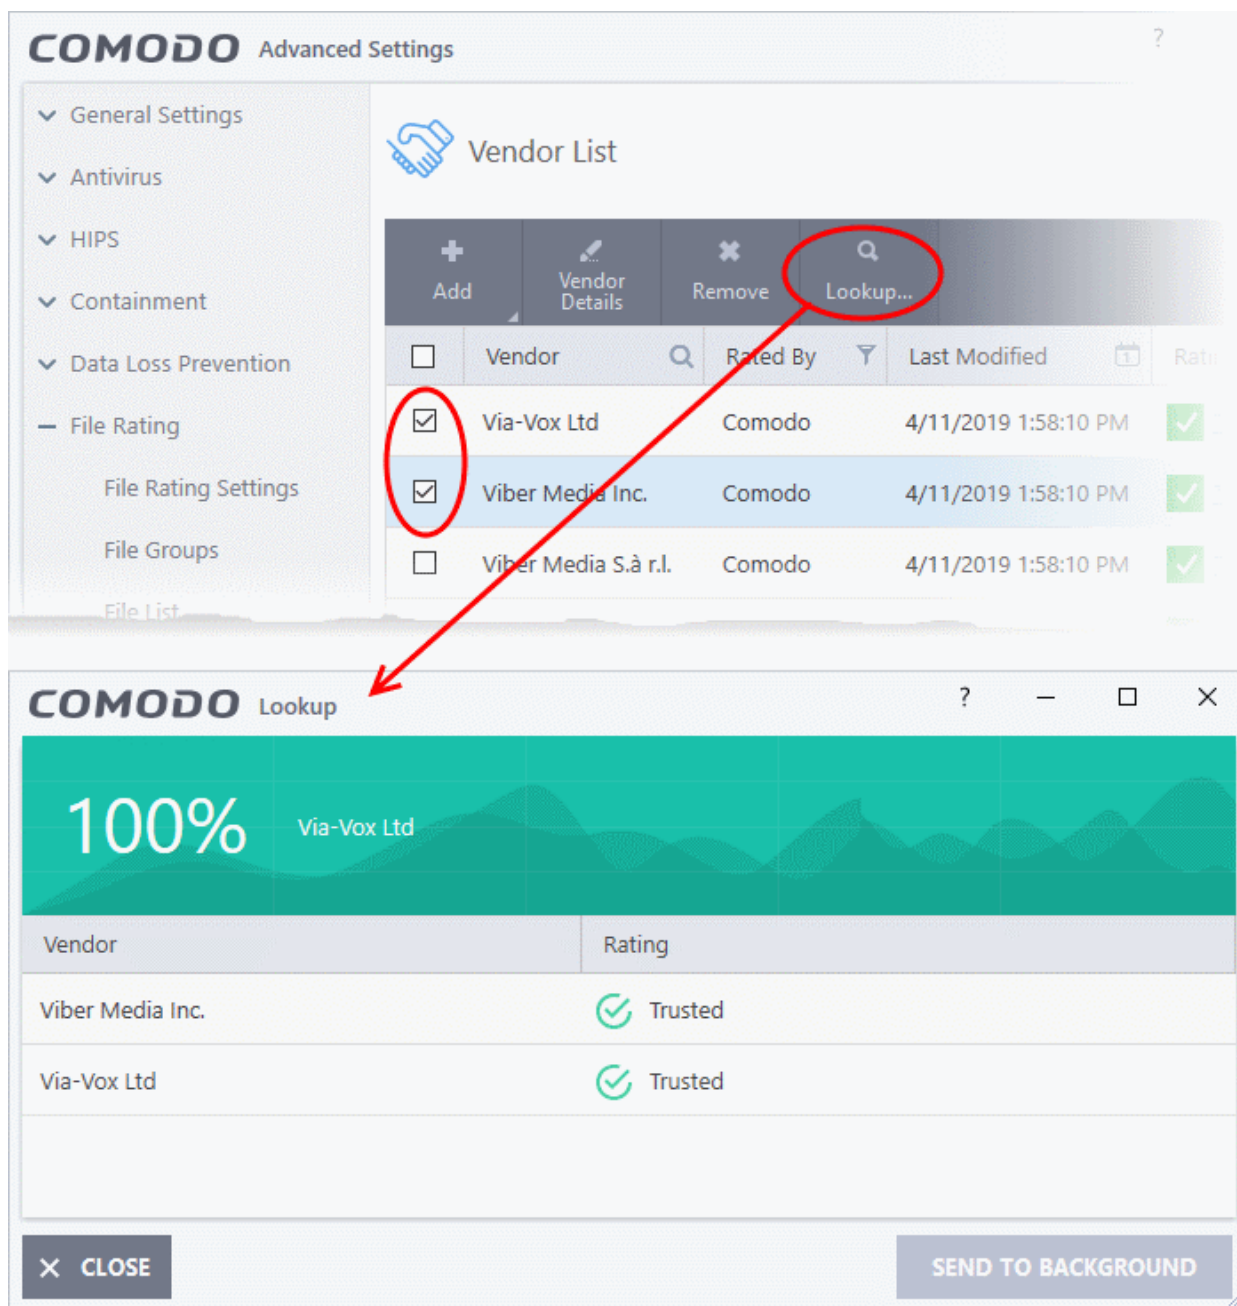 COMODO Advanced Settings ?
General Settings
Antivirus
HIPS
Containment
Data Loss Prevention
File Rating
File Rating Settings
File Groups
File List
Vendor List
Add
Vendor
Details
Remove
Lookup...
Vendor Rated By Last Modified
Via-Vox Ltd Comodo 4/11/2019 1:58:10 PM
Viber Media Inc. Comodo 4/11/2019 1:58:10 PM
Viber Media S.à r.l. Comodo 4/11/2019 1:58:10 PM
COMODO Lookup ?
100% Via-Vox Ltd
Vendor Rating
Viber Media Inc. Trusted
Via-Vox Ltd Trusted
CLOSE SEND TO BACKGROUND